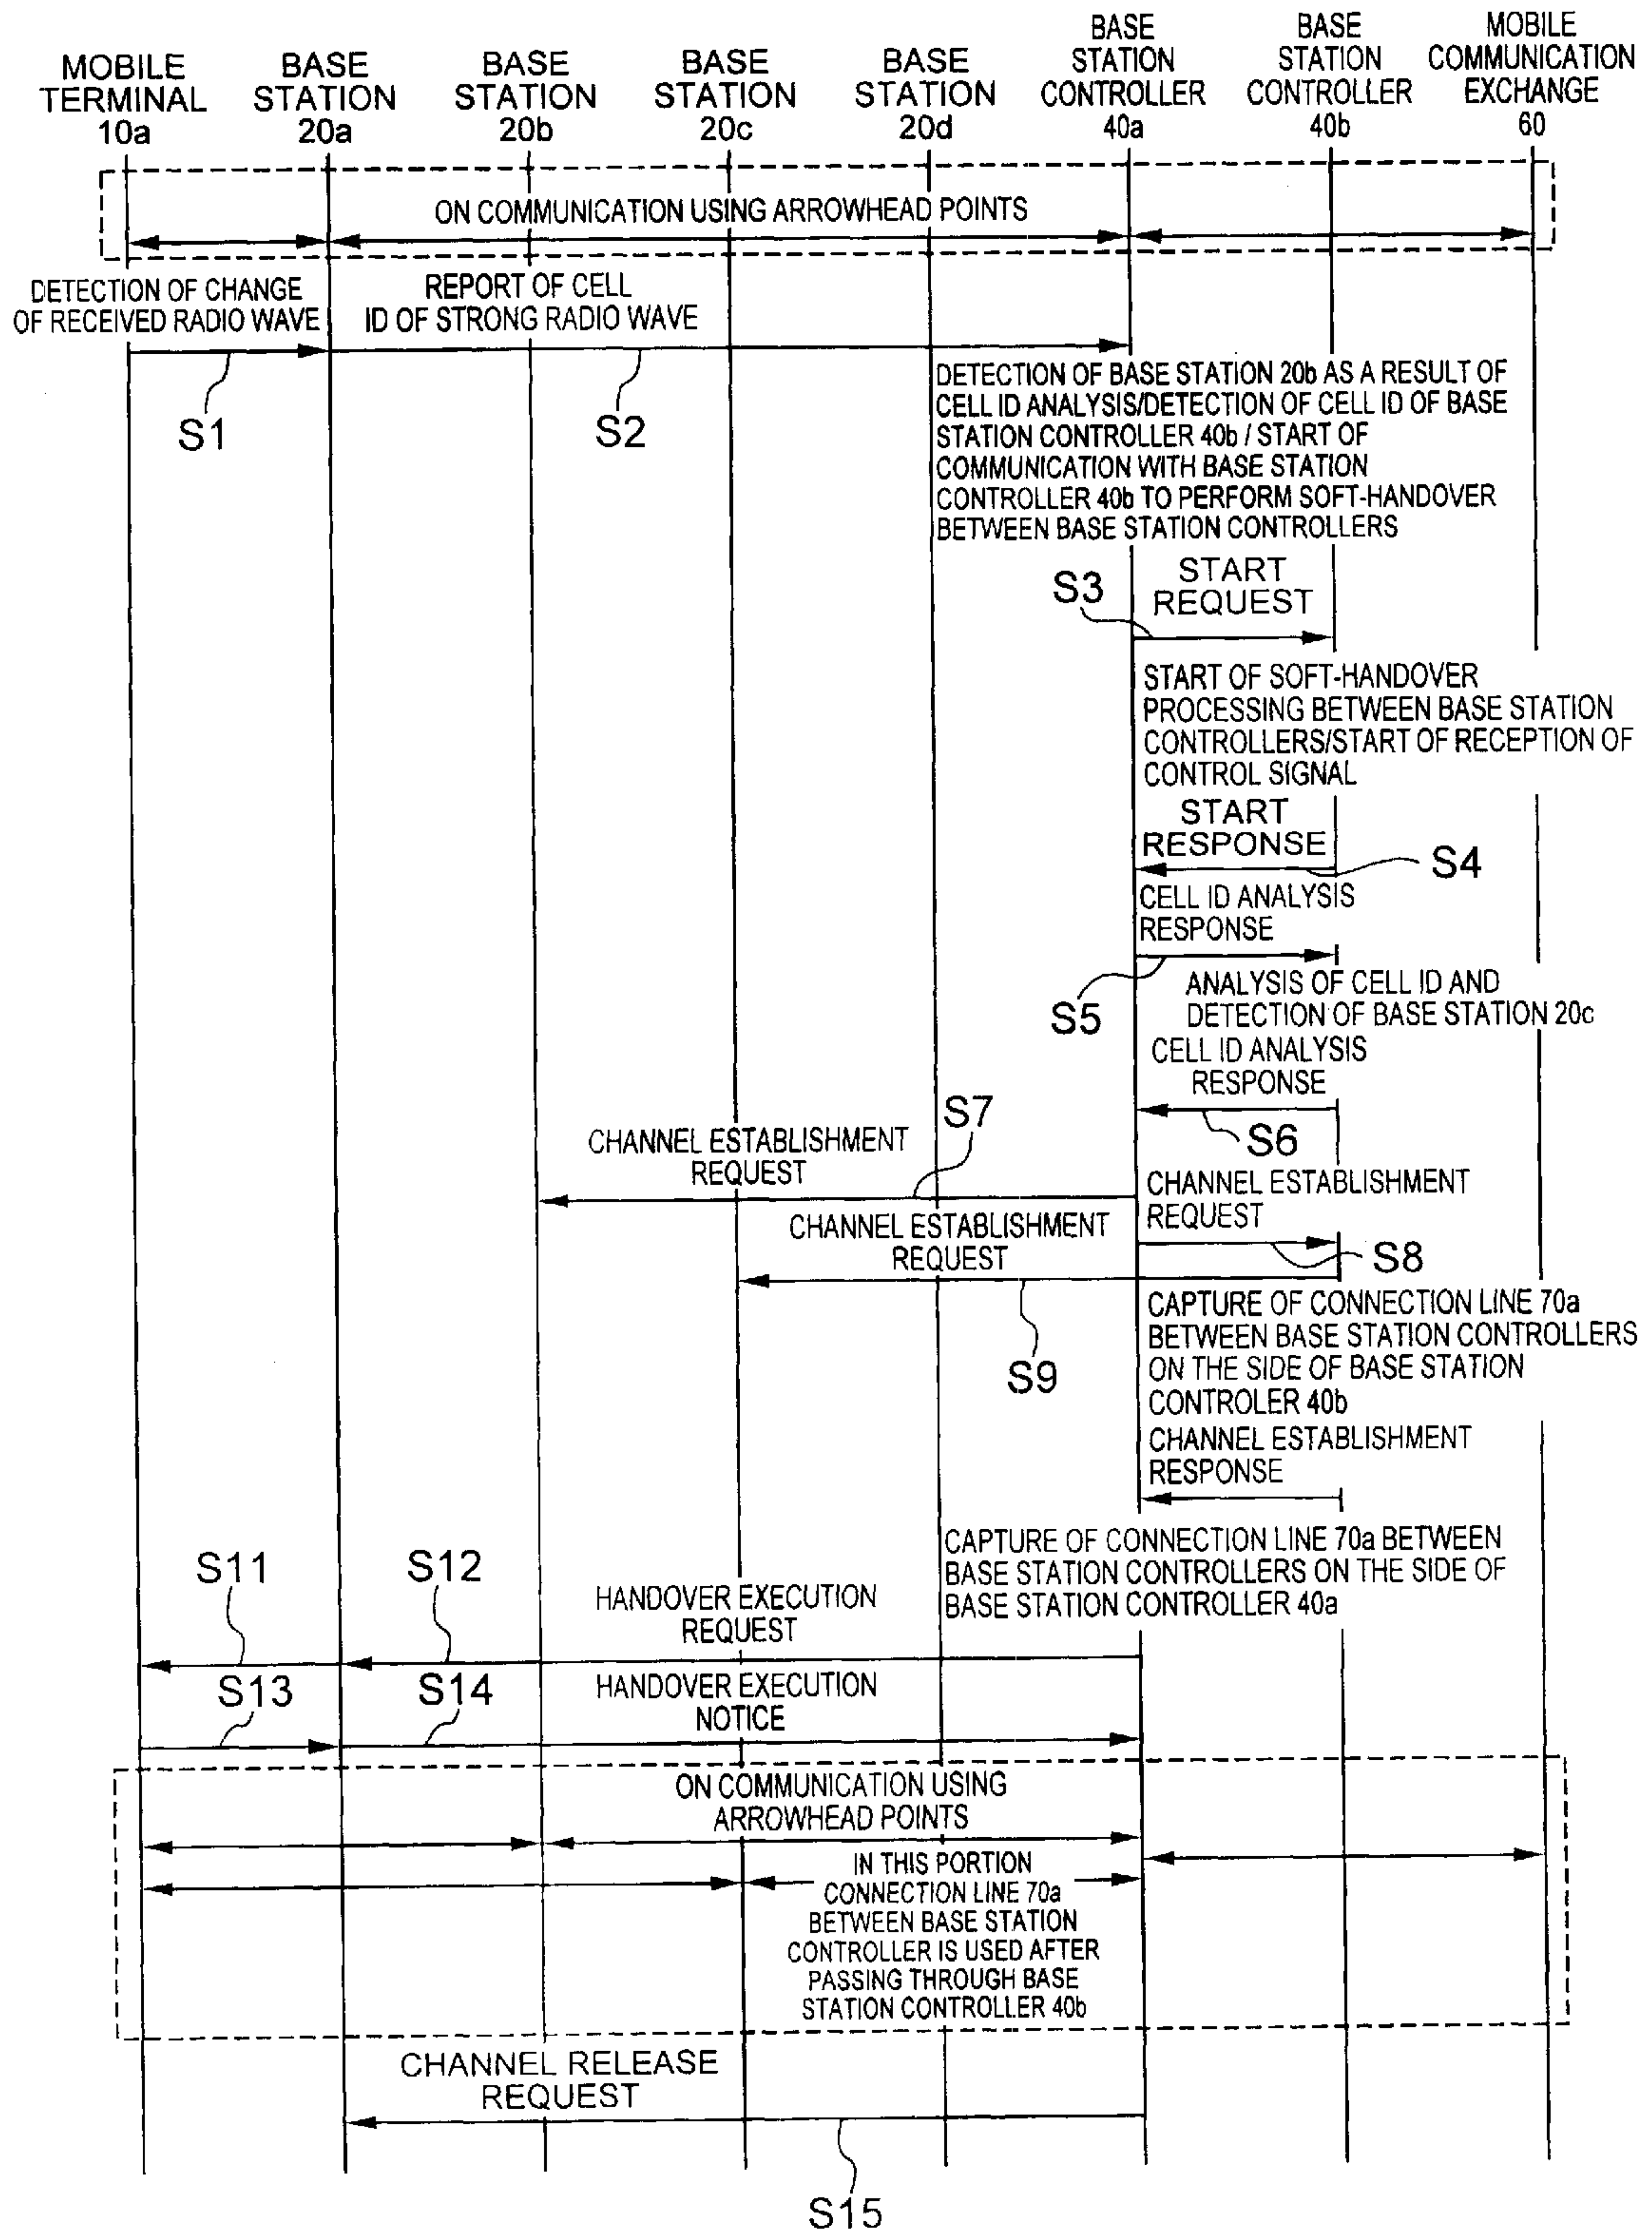 MOBILE
TERMINAL
10a
BASE
STATION
20a
BASE
STATION
20b
BASE
STATION
20c
BASE
STATION
20d
BASE
STATION
CONTROLLER
40a
BASE
STATION
CONTROLLER
40b
MOBILE
COMMUNICATION
EXCHANGE
60
ON COMMUNICATION USING ARROWHEAD POINTS
DETECTION OF CHANGE
OF RECEIVED RADIO WAVE
REPORT OF CELL
ID OF STRONG RADIO WAVE
S1
S2
DETECTION OF BASE STATION 20b AS A RESULT OF
CELL ID ANALYSIS/DETECTION OF CELL ID OF BASE
STATION CONTROLLER 40b / START OF
COMMUNICATION WITH BASE STATION
CONTROLLER 40b TO PERFORM SOFT-HANDOVER
BETWEEN BASE STATION CONTROLLERS
S3
START
REQUEST
START OF SOFT-HANDOVER
PROCESSING BETWEEN BASE STATION
CONTROLLERS/START OF RECEPTION OF
CONTROL SIGNAL
START
RESPONSE
S4
CELL ID ANALYSIS
RESPONSE
S5
ANALYSIS OF CELL ID AND
DETECTION OF BASE STATION 20c
CELL ID ANALYSIS
RESPONSE
S6
S7
CHANNEL ESTABLISHMENT
REQUEST
CHANNEL ESTABLISHMENT
REQUEST
S8
CHANNEL ESTABLISHMENT
REQUEST
S9
CAPTURE OF CONNECTION LINE 70a
BETWEEN BASE STATION CONTROLLERS
ON THE SIDE OF BASE STATION
CONTROLER 40b
CHANNEL ESTABLISHMENT
RESPONSE
CAPTURE OF CONNECTION LINE 70a BETWEEN
BASE STATION CONTROLLERS ON THE SIDE OF
BASE STATION CONTROLLER 40a
S11
S12
HANDOVER EXECUTION
REQUEST
S13
S14
HANDOVER EXECUTION
NOTICE
ON COMMUNICATION USING
ARROWHEAD POINTS
IN THIS PORTION
CONNECTION LINE 70a
BETWEEN BASE STATION
CONTROLLER IS USED AFTER
PASSING THROUGH BASE
STATION CONTROLLER 40b
CHANNEL RELEASE
REQUEST
S15